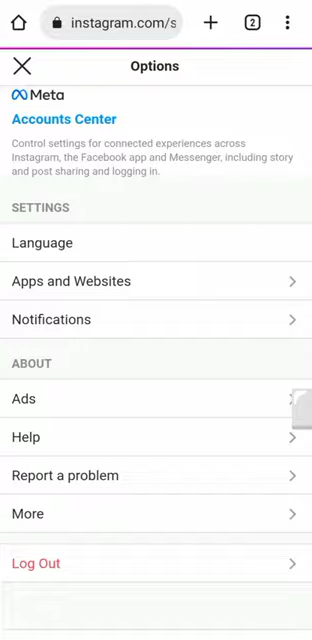 instagram.com/s
2
Options
Meta
Accounts Center
Control settings for connected experiences across
Instagram, the Facebook app and Messenger, including story
and post sharing and logging in.
SETTINGS
Language
Apps and Websites
Notifications
ABOUT
Ads
Help
Report a problem
More
Log Out